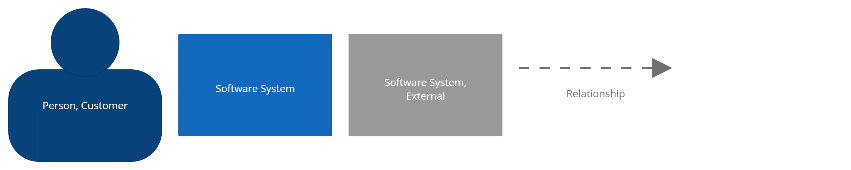 Person, Customer
Software System
Software System,
External
Relationship